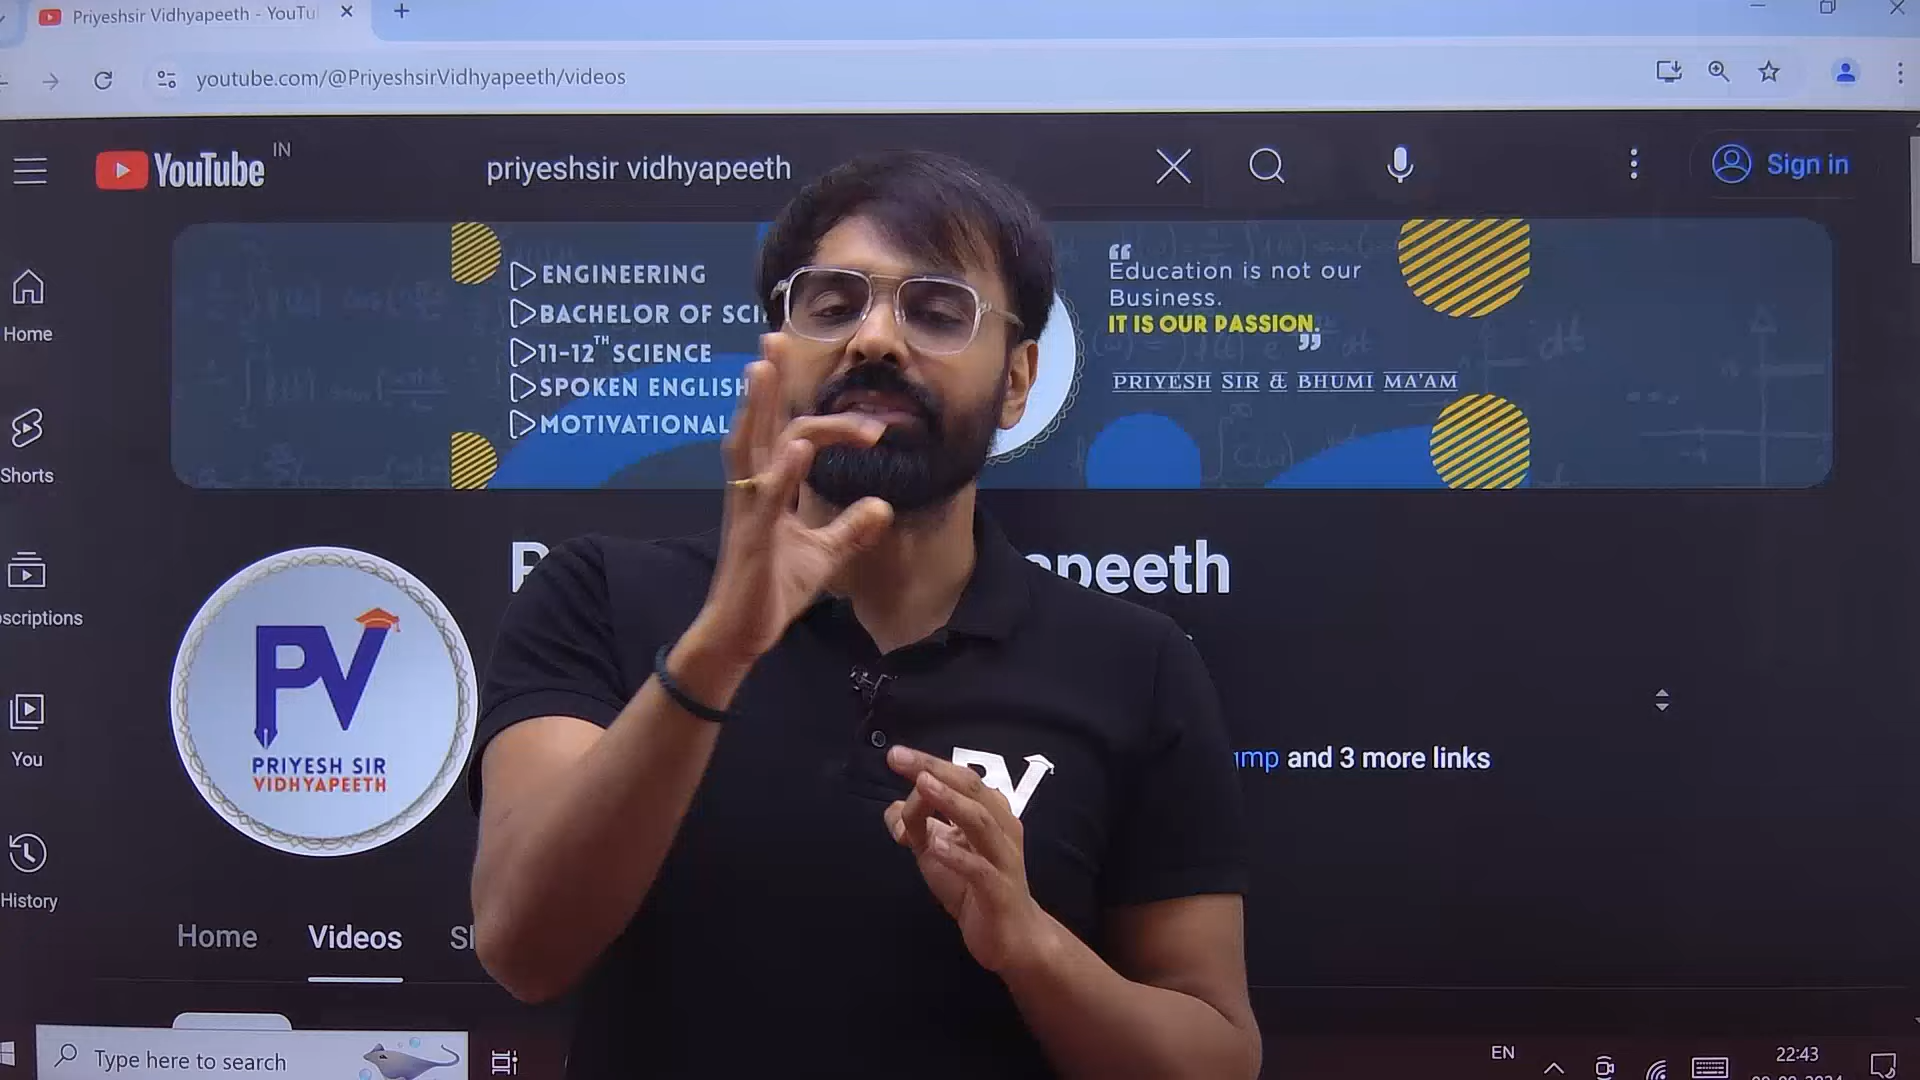 Priyeshsir Vidhyapeeth - YouTu
youtube.com/@PriyeshsirVidhyapeeth/videos
YouTube IN
priyeshsir vidhyapeeth
Sign in
ENGINEERING
BACHELOR OF SCI
11-12TH SCIENCE
SPOKEN ENGLISH
MOTIVATIONAL
“
Education is not our
Business.
IT IS OUR PASSION.
”
PRIYESH SIR & BHUMI MA'AM
Home
Shorts
scriptions
You
History
PV
PRIYESH SIR
VIDHYAPEETH
apeeth
and 3 more links
PV
Home Videos
Type here to search
EN
22:43